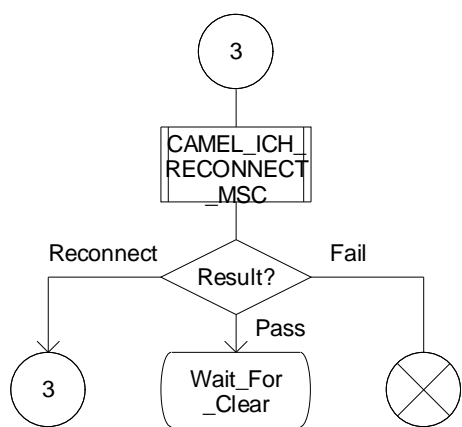 3
CAMEL_ICH_
RECONNECT
_MSC
Reconnect
Result?
Fail
Pass
3
Wait_For
_Clear